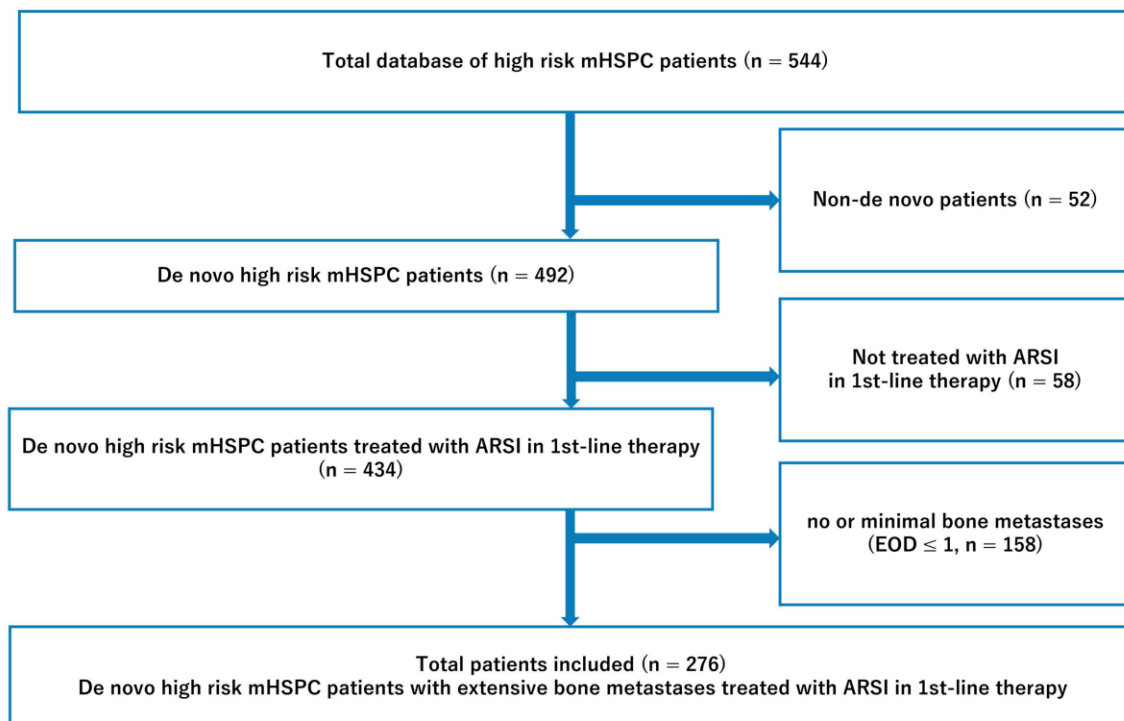 Total database of high risk mHSPC patients (n = 544)
Non-de novo patients (n = 52)
De novo high risk mHSPC patients (n = 492)
Not treated with ARSI
in 1st-line therapy (n = 58)
De novo high risk mHSPC patients treated with ARSI in 1st-line therapy
(n = 434)
no or minimal bone metastases
(EOD ≤ 1, n = 158)
Total patients included (n = 276)
De novo high risk mHSPC patients with extensive bone metastases treated with ARSI in 1st-line therapy